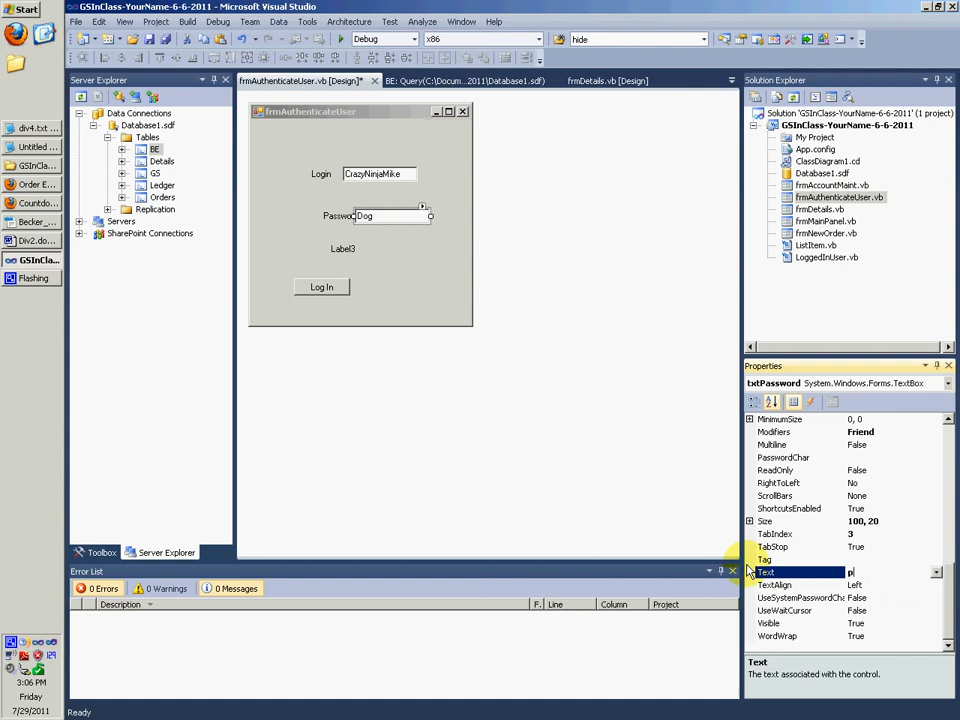 Start
GSInClass-YourName-6-6-2011 - Microsoft Visual Studio
File Edit View Project Build Debug Team Data Tools Architecture Test Analyze Window Help
Debug x86 hide
Server Explorer
frmAuthenticateUser.vb [Design]* BE: Query(C:\Docum...2011\Database1.sdf) frmDetails.vb [Design]
Solution Explorer
Data Connections
Database1.sdf
Tables
BE
Details
GS
Ledger
Orders
Replication
Servers
SharePoint Connections
frmAuthenticateUser
Login CrazyNinjaMike
Passwo Dog
Label3
Log In
Solution 'GSInClass-YourName-6-6-2011' (1 project)
GSInClass-YourName-6-6-2011
My Project
App.config
ClassDiagram1.cd
Database1.sdf
frmAccountMaint.vb
frmAuthenticateUser.vb
frmDetails.vb
frmMainPanel.vb
frmNewOrder.vb
ListItem.vb
LoggedInUser.vb
div4.txt ...
Untitled ...
GSInCla...
Order E...
Countdo...
Becker_...
Div2.do...
GSInCla...
Flashing
Properties
txtPassword System.Windows.Forms.TextBox
MinimumSize 0, 0
Modifiers Friend
Multiline False
PasswordChar
ReadOnly False
RightToLeft No
ScrollBars None
ShortcutsEnabled True
Size 100, 20
TabIndex 3
TabStop True
Tag
Text p
TextAlign Left
UseSystemPasswordCha False
UseWaitCursor False
Visible True
WordWrap True
Text
The text associated with the control.
Toolbox Server Explorer
Error List
0 Errors 0 Warnings 0 Messages
Description F. Line Column Project
3:06 PM
Friday
7/29/2011
Ready